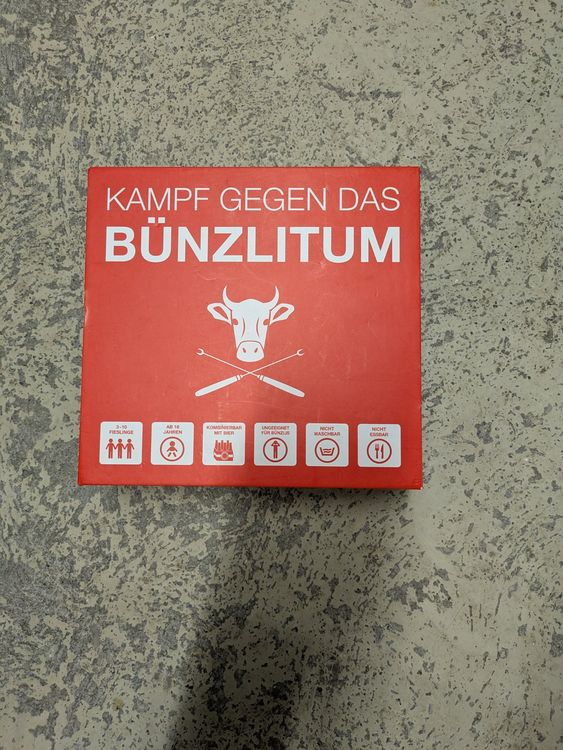 KAMPF GEGEN DAS
BÜNZLITUM
3–10
FIESLINGE
AB 16
JAHREN
KOMBINIERBAR
MIT BIER
UNGEEIGNET
FÜR BÜNZLIS
NICHT
WASCHBAR
NICHT
ESSBAR